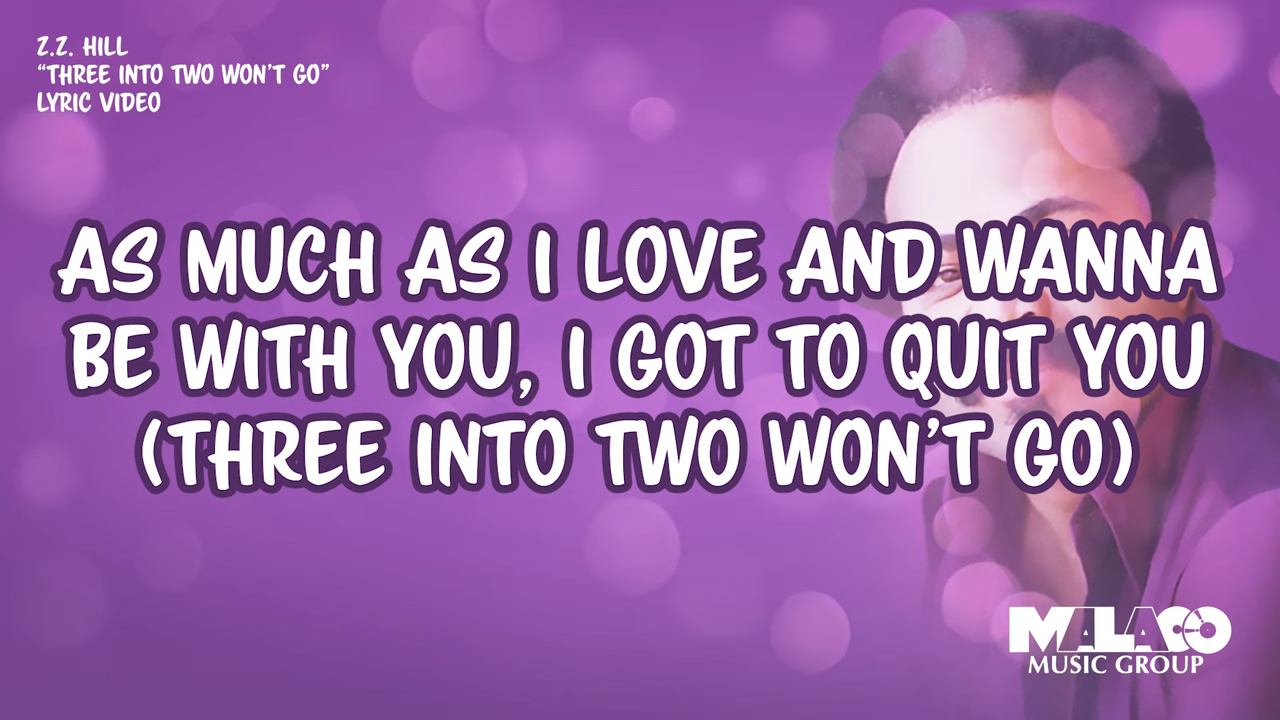 Z.Z. HILL
“THREE INTO TWO WON’T GO”
LYRIC VIDEO
AS MUCH AS I LOVE AND WANNA
BE WITH YOU, I GOT TO QUIT YOU
(THREE INTO TWO WON’T GO)
MALACO
MUSIC GROUP